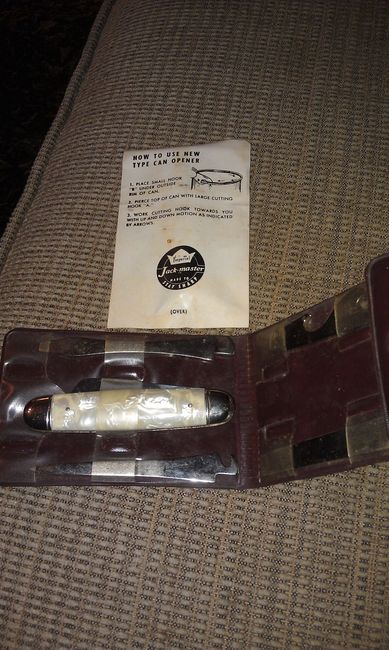 HOW TO USE NEW
TYPE CAN OPENER
1. PLACE SMALL HOOK
"B" UNDER OUTSIDE
RIM OF CAN.
2. PIERCE TOP OF CAN WITH LARGE CUTTING
HOOK "A."
3. WORK CUTTING HOOK TOWARDS YOU
WITH UP AND DOWN MOTION AS INDICATED
BY ARROWS.
Imperial
Jack-master
MADE TO
STAY SHARP
(OVER)